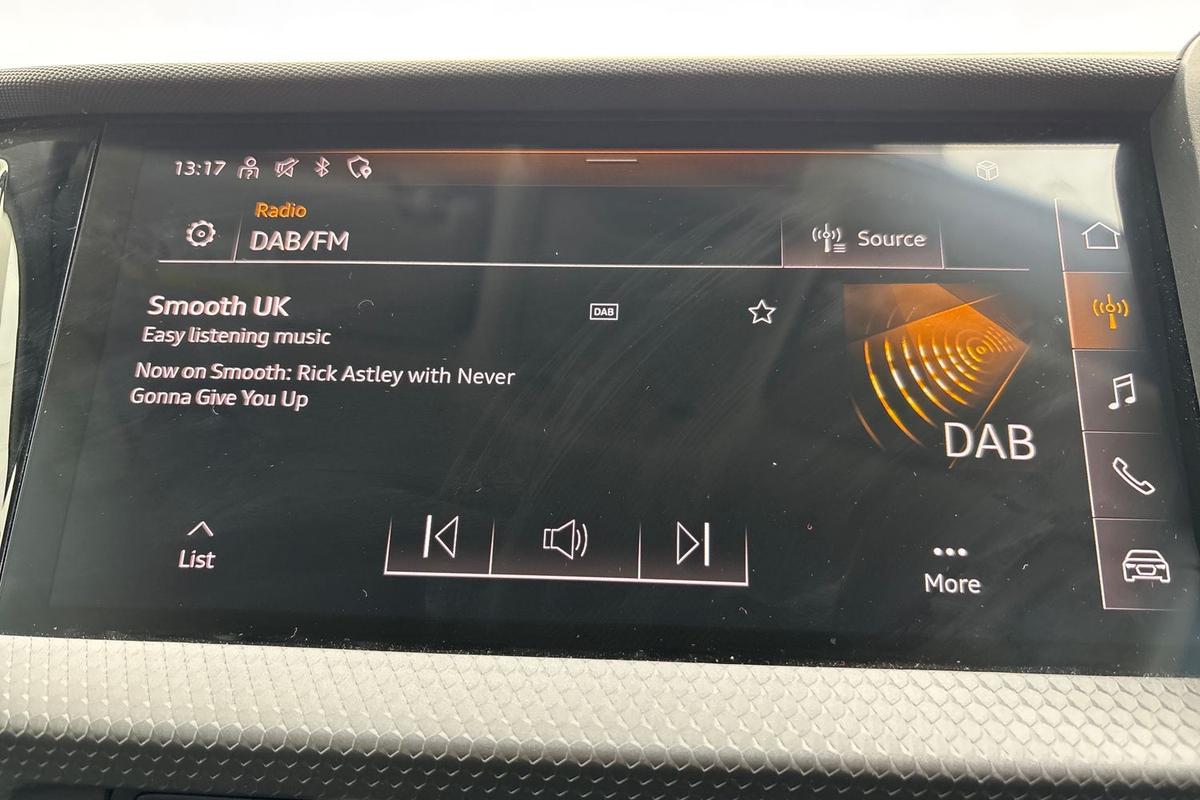 13:17
Radio
DAB/FM
Source
Smooth UK
DAB
Easy listening music
Now on Smooth: Rick Astley with Never
Gonna Give You Up
DAB
List
More